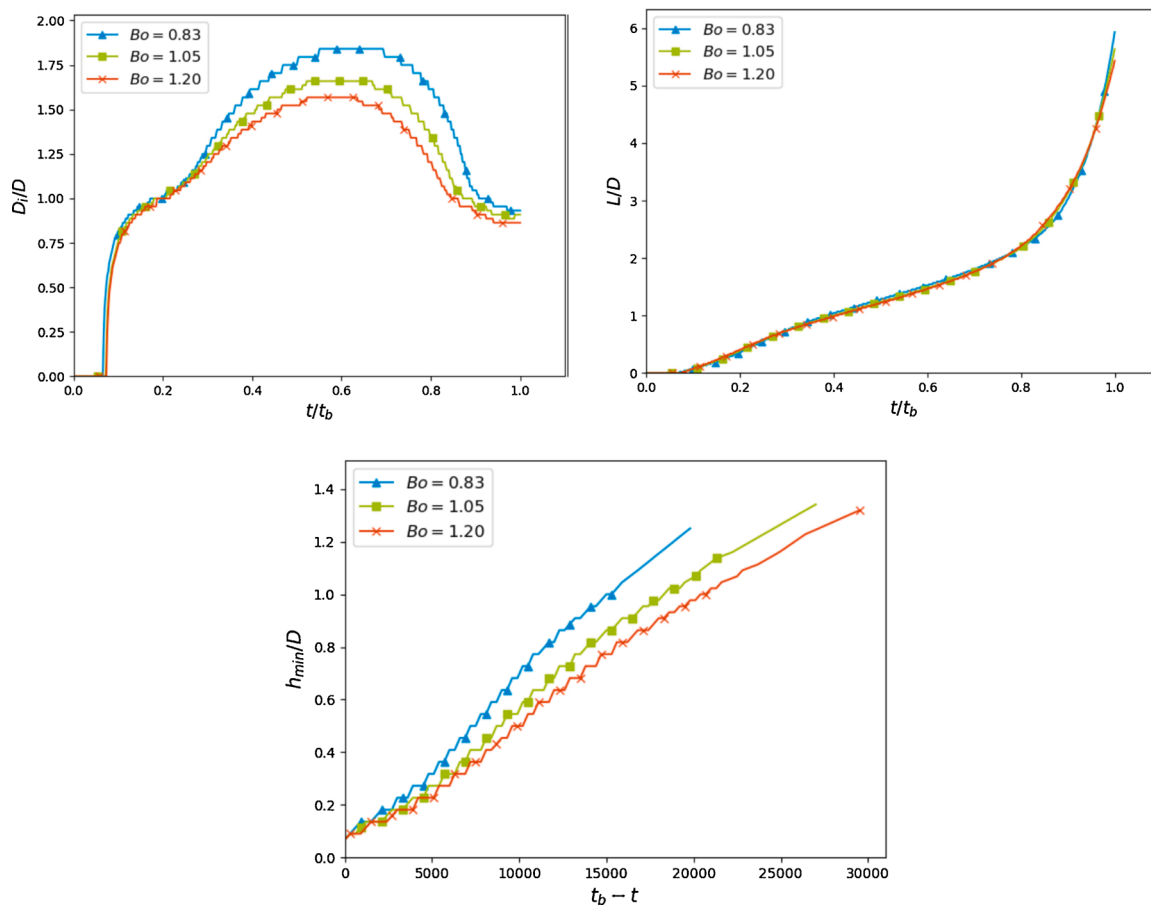 2.00
1.75
1.50
1.25
1.00
0.75
0.50
0.25
0.00
D_i/D
Bo = 0.83
Bo = 1.05
Bo = 1.20
0.0 0.2 0.4 0.6 0.8 1.0
t/t_b
6
5
4
3
2
1
0
L/D
Bo = 0.83
Bo = 1.05
Bo = 1.20
0.0 0.2 0.4 0.6 0.8 1.0
t/t_b
1.4
1.2
1.0
0.8
0.6
0.4
0.2
0.0
h_min/D
Bo = 0.83
Bo = 1.05
Bo = 1.20
0 5000 10000 15000 20000 25000 30000
t_b − t